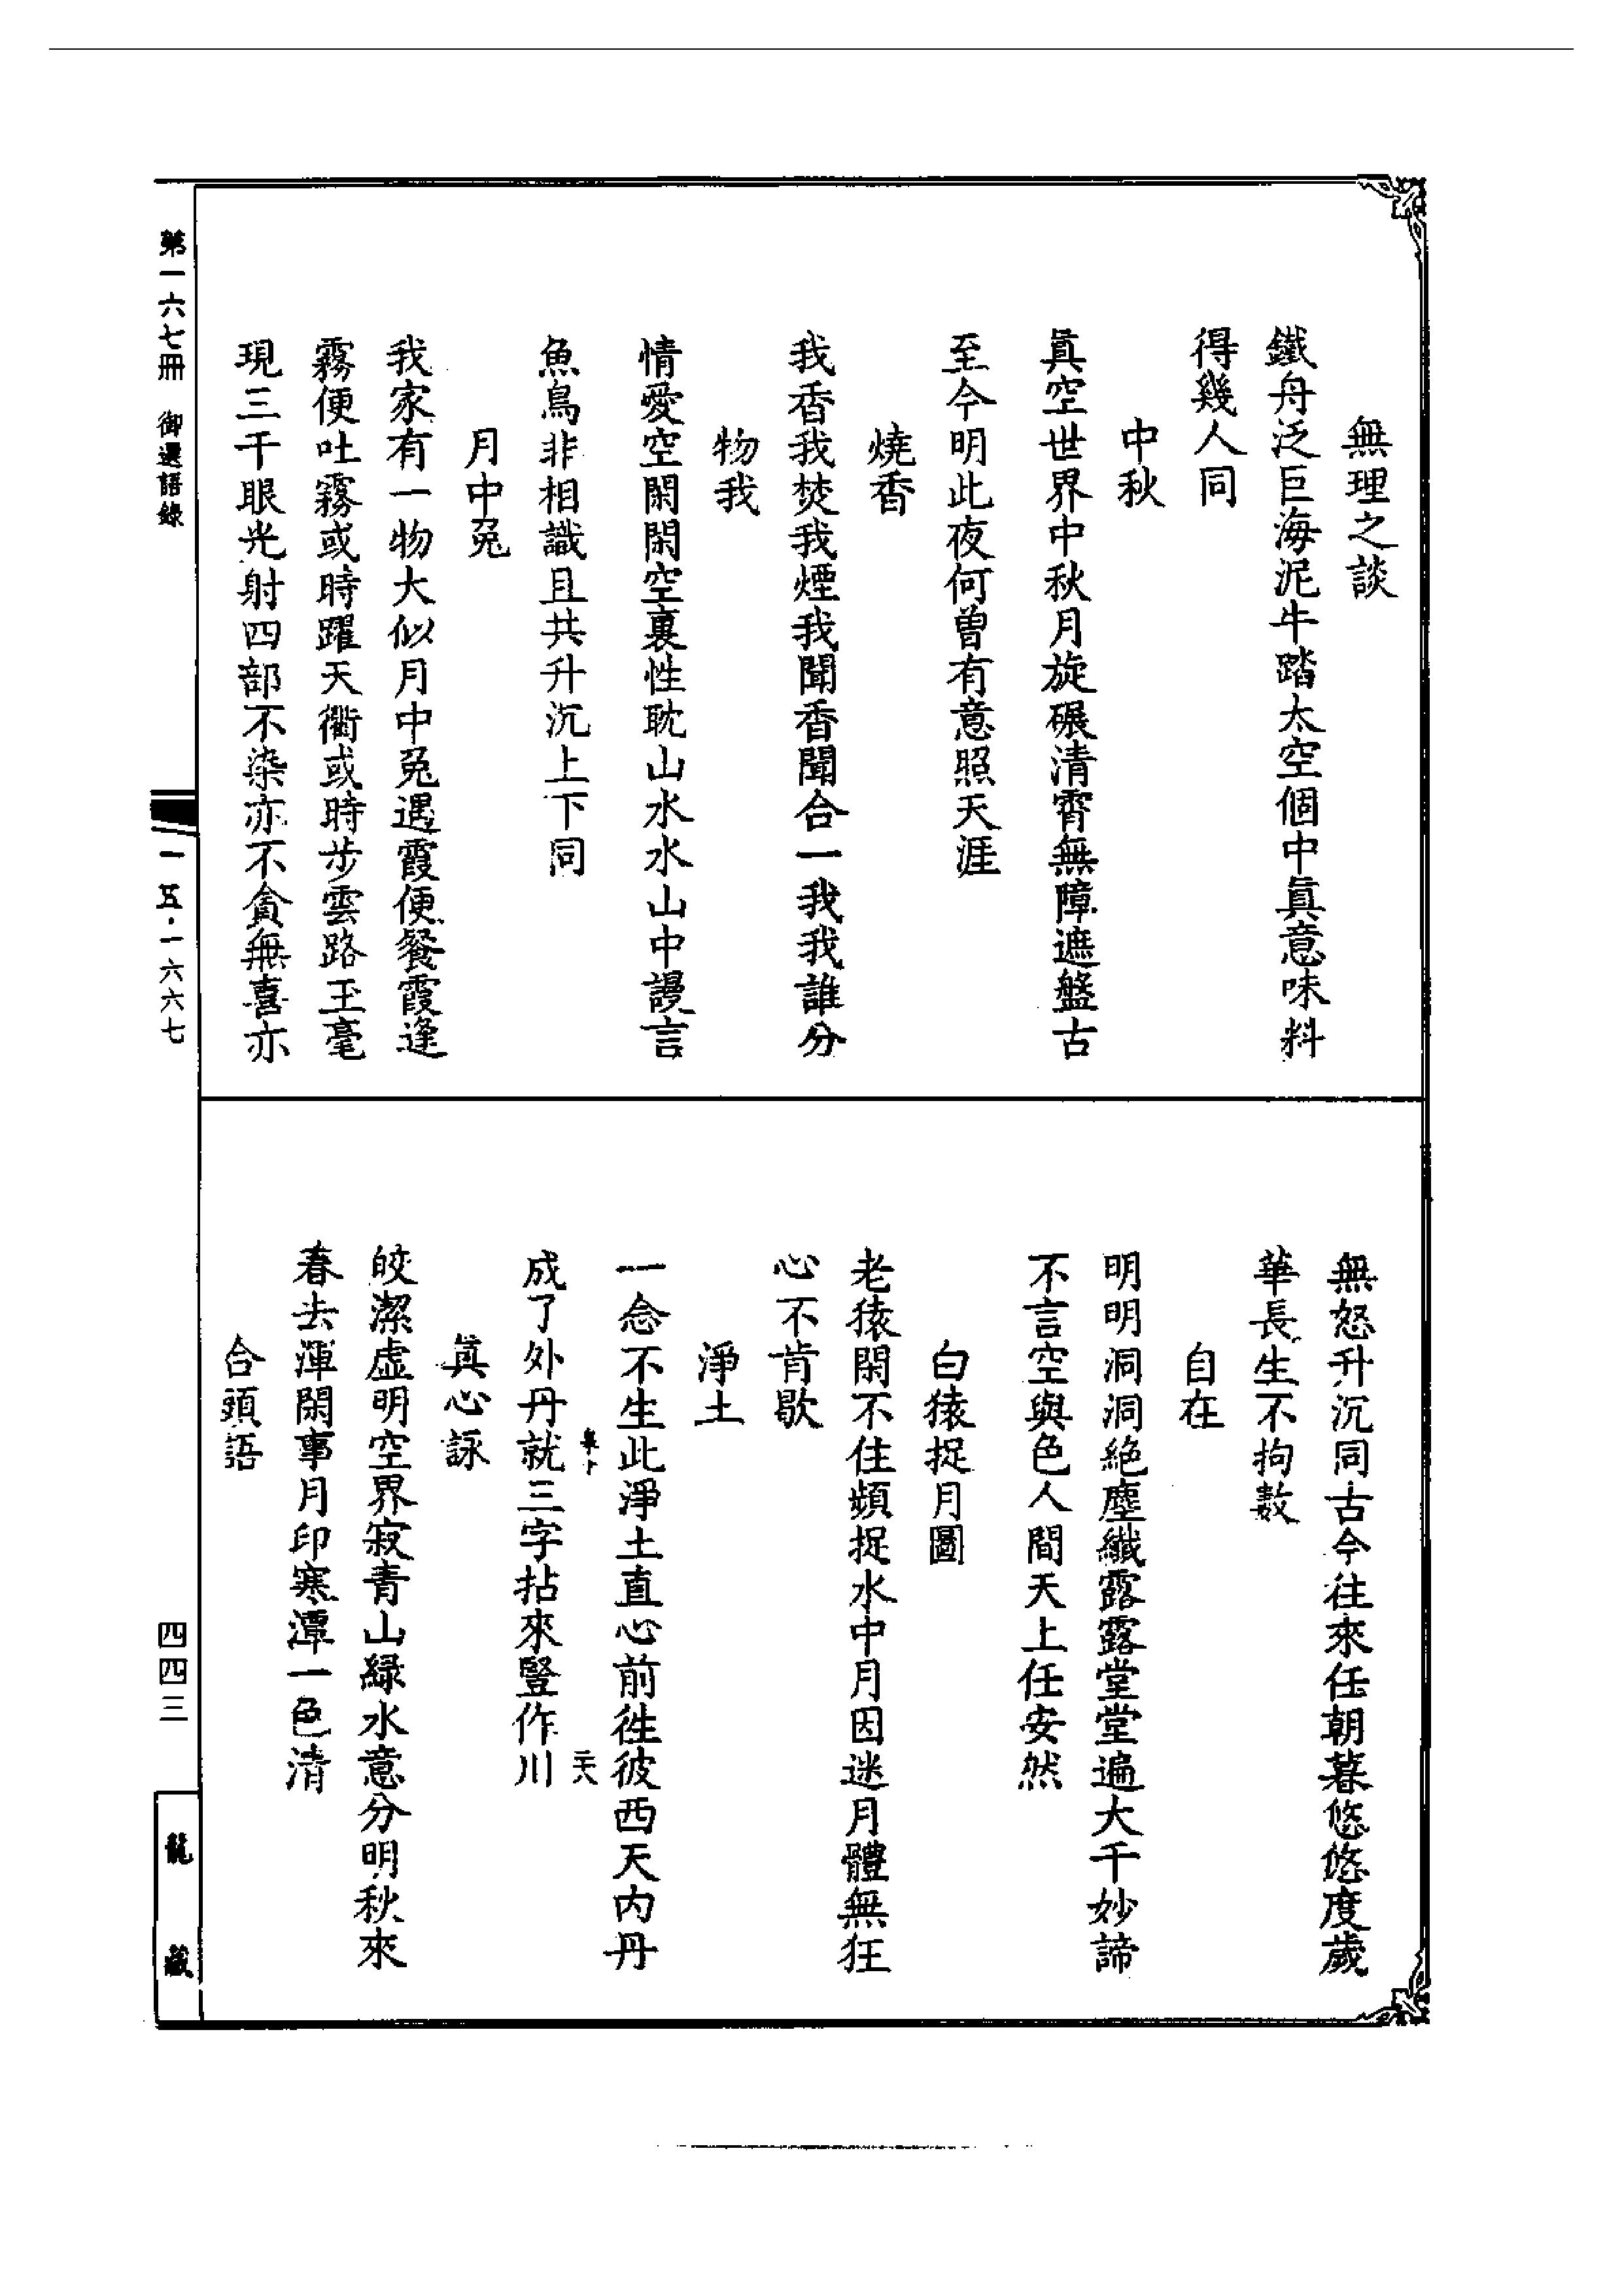 無理之談
鐵舟泛巨海泥牛踏太空個中眞意味料
得幾人同
中秋
眞空世界中秋月旋碾清霄無障遮盤古
至今明此夜何曾有意照天涯
燒香
我香我焚我煙我聞香聞合一我我誰分
物我
情愛空閑閑空裏性耽山水水山中謾言
魚鳥非相識且共升沉上下同
月中兔
我家有一物大似月中兔遇霞便餐霞逢
霧便吐霧或時躍天衢或時步雲路玉毫
現三千眼光射四部不染亦不貪無喜亦
無怒升沉同古今往來任朝暮悠悠度歲
華長生不拘數
自在
明明洞洞絕塵纖露露堂堂遍大千妙諦
不言空與色人間天上任安然
白猿捉月圖
老猿閑不住頻捉水中月因迷月體無狂
心不肯歇
淨土
一念不生此淨土直心前往彼西天內丹
成了外丹就三字拈來豎作川
眞心詠
皎潔虛明空界寂青山綠水意分明秋來
春去渾閑事月印寒潭一色清
合頭語
第一六七冊 御選語錄
一五·一六六七
四四三
龍藏